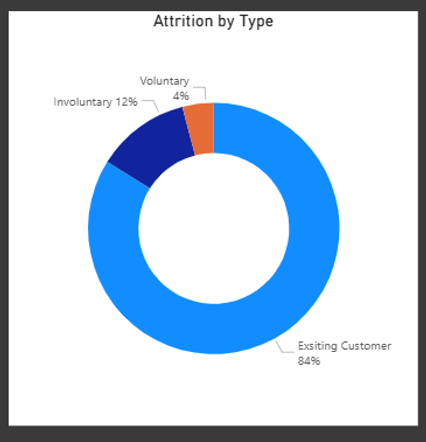 Attrition by Type
Voluntary
4%
Involuntary 12%
Exsiting Customer
84%